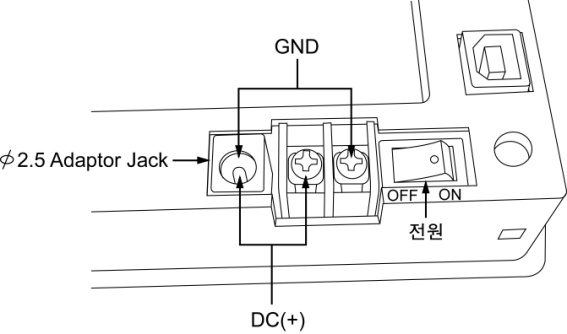 GND
ϕ2.5 Adaptor Jack
OFF ON
전원
DC(+)